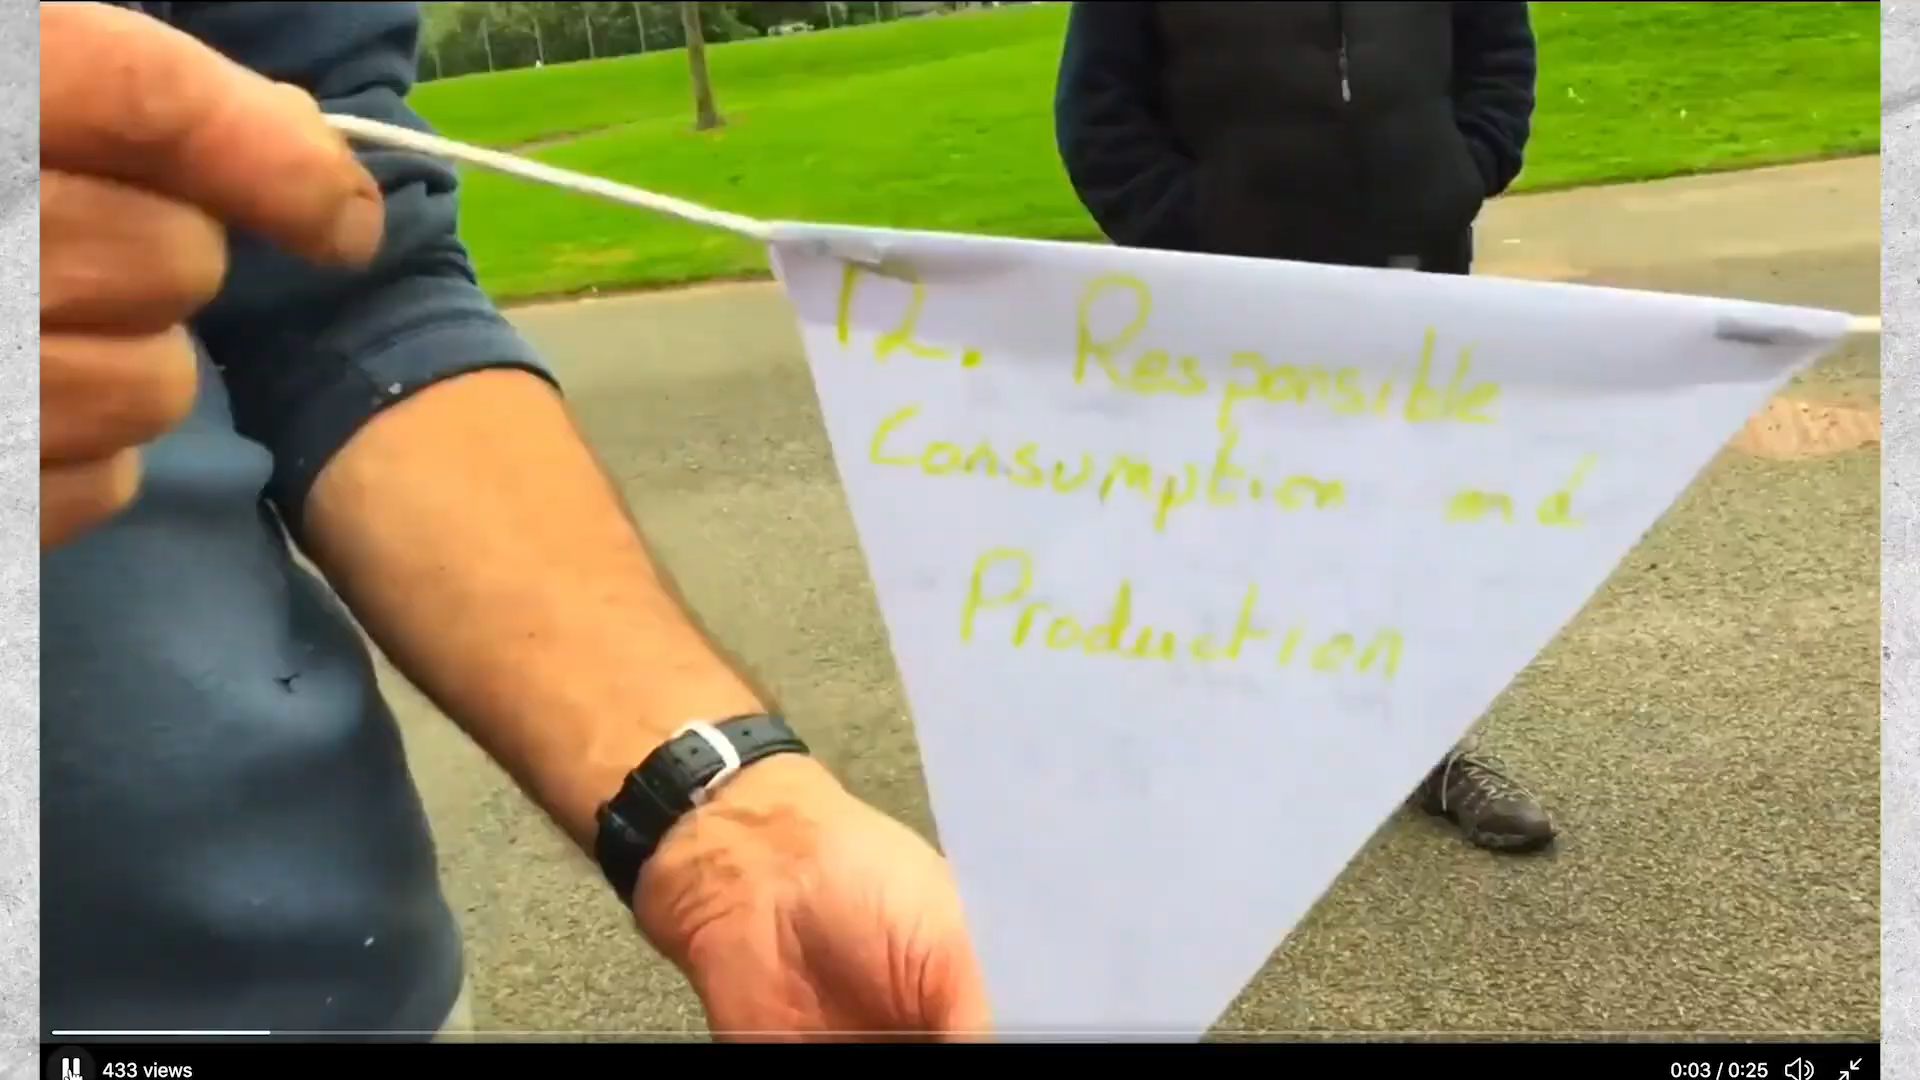 12. Responsible
Consumption and
Production
433 views
0:03 / 0:25